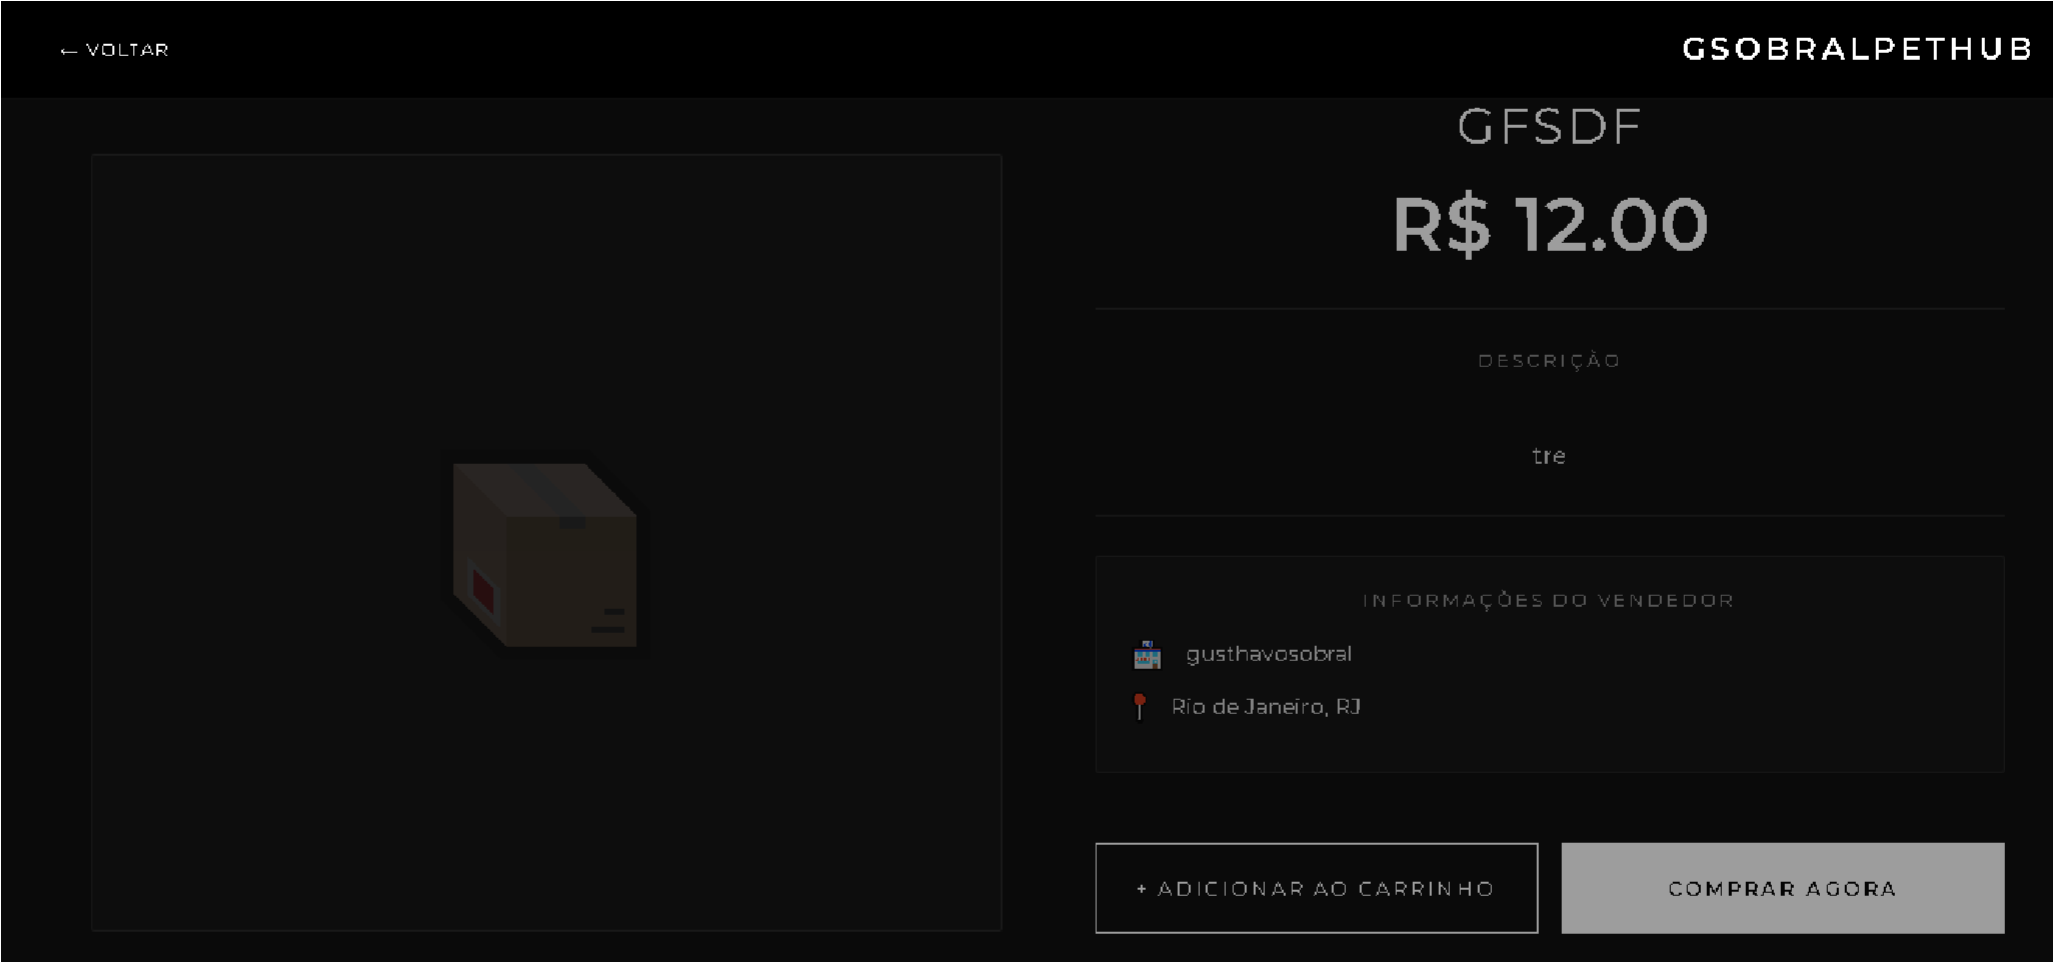 ← VOLTAR
GSOBRALPETHUB
GFSDF
R$ 12.00
DESCRIÇÃO
tre
INFORMAÇÕES DO VENDEDOR
gusthavosobral
Rio de Janeiro, RJ
+ ADICIONAR AO CARRINHO
COMPRAR AGORA